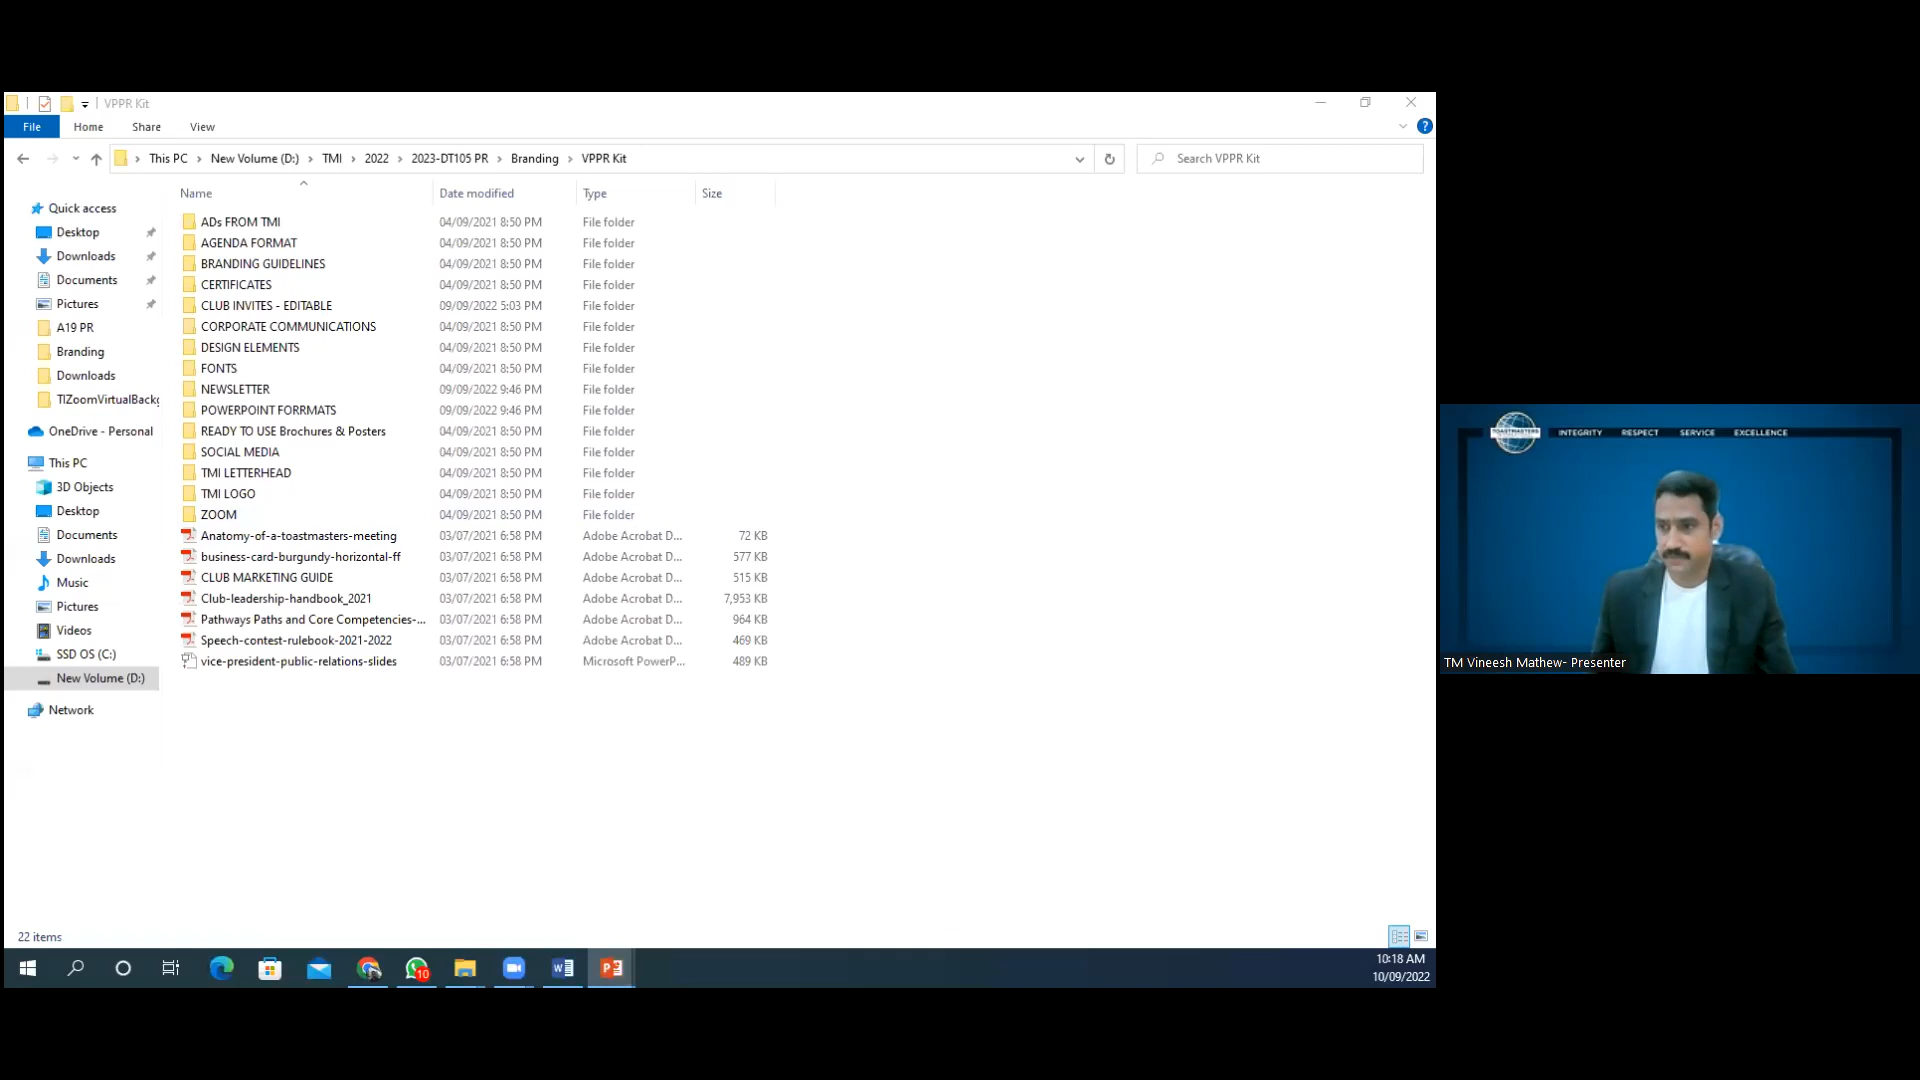 VPPR Kit
File Home Share View
This PC New Volume (D:) TMI 2022 2023-DT105 PR Branding VPPR Kit
Search VPPR Kit
Name Date modified Type Size
Quick access
Desktop
Downloads
Documents
Pictures
A19 PR
Branding
Downloads
TIZoomVirtualBackg
OneDrive - Personal
This PC
3D Objects
Desktop
Documents
Downloads
Music
Pictures
Videos
SSD OS (C:)
New Volume (D:)
Network
ADs FROM TMI 04/09/2021 8:50 PM File folder
AGENDA FORMAT 04/09/2021 8:50 PM File folder
BRANDING GUIDELINES 04/09/2021 8:50 PM File folder
CERTIFICATES 04/09/2021 8:50 PM File folder
CLUB INVITES - EDITABLE 09/09/2022 5:03 PM File folder
CORPORATE COMMUNICATIONS 04/09/2021 8:50 PM File folder
DESIGN ELEMENTS 04/09/2021 8:50 PM File folder
FONTS 04/09/2021 8:50 PM File folder
NEWSLETTER 09/09/2022 9:46 PM File folder
POWERPOINT FORRMATS 09/09/2022 9:46 PM File folder
READY TO USE Brochures & Posters 04/09/2021 8:50 PM File folder
SOCIAL MEDIA 04/09/2021 8:50 PM File folder
TMI LETTERHEAD 04/09/2021 8:50 PM File folder
TMI LOGO 04/09/2021 8:50 PM File folder
ZOOM 04/09/2021 8:50 PM File folder
Anatomy-of-a-toastmasters-meeting 03/07/2021 6:58 PM Adobe Acrobat D... 72 KB
business-card-burgundy-horizontal-ff 03/07/2021 6:58 PM Adobe Acrobat D... 577 KB
CLUB MARKETING GUIDE 03/07/2021 6:58 PM Adobe Acrobat D... 515 KB
Club-leadership-handbook_2021 03/07/2021 6:58 PM Adobe Acrobat D... 7,953 KB
Pathways Paths and Core Competencies-... 03/07/2021 6:58 PM Adobe Acrobat D... 964 KB
Speech-contest-rulebook-2021-2022 03/07/2021 6:58 PM Adobe Acrobat D... 469 KB
vice-president-public-relations-slides 03/07/2021 6:58 PM Microsoft PowerP... 489 KB
22 items
10
10:18 AM
10/09/2022
TOASTMASTERS
INTEGRITY RESPECT SERVICE EXCELLENCE
TM Vineesh Mathew- Presenter